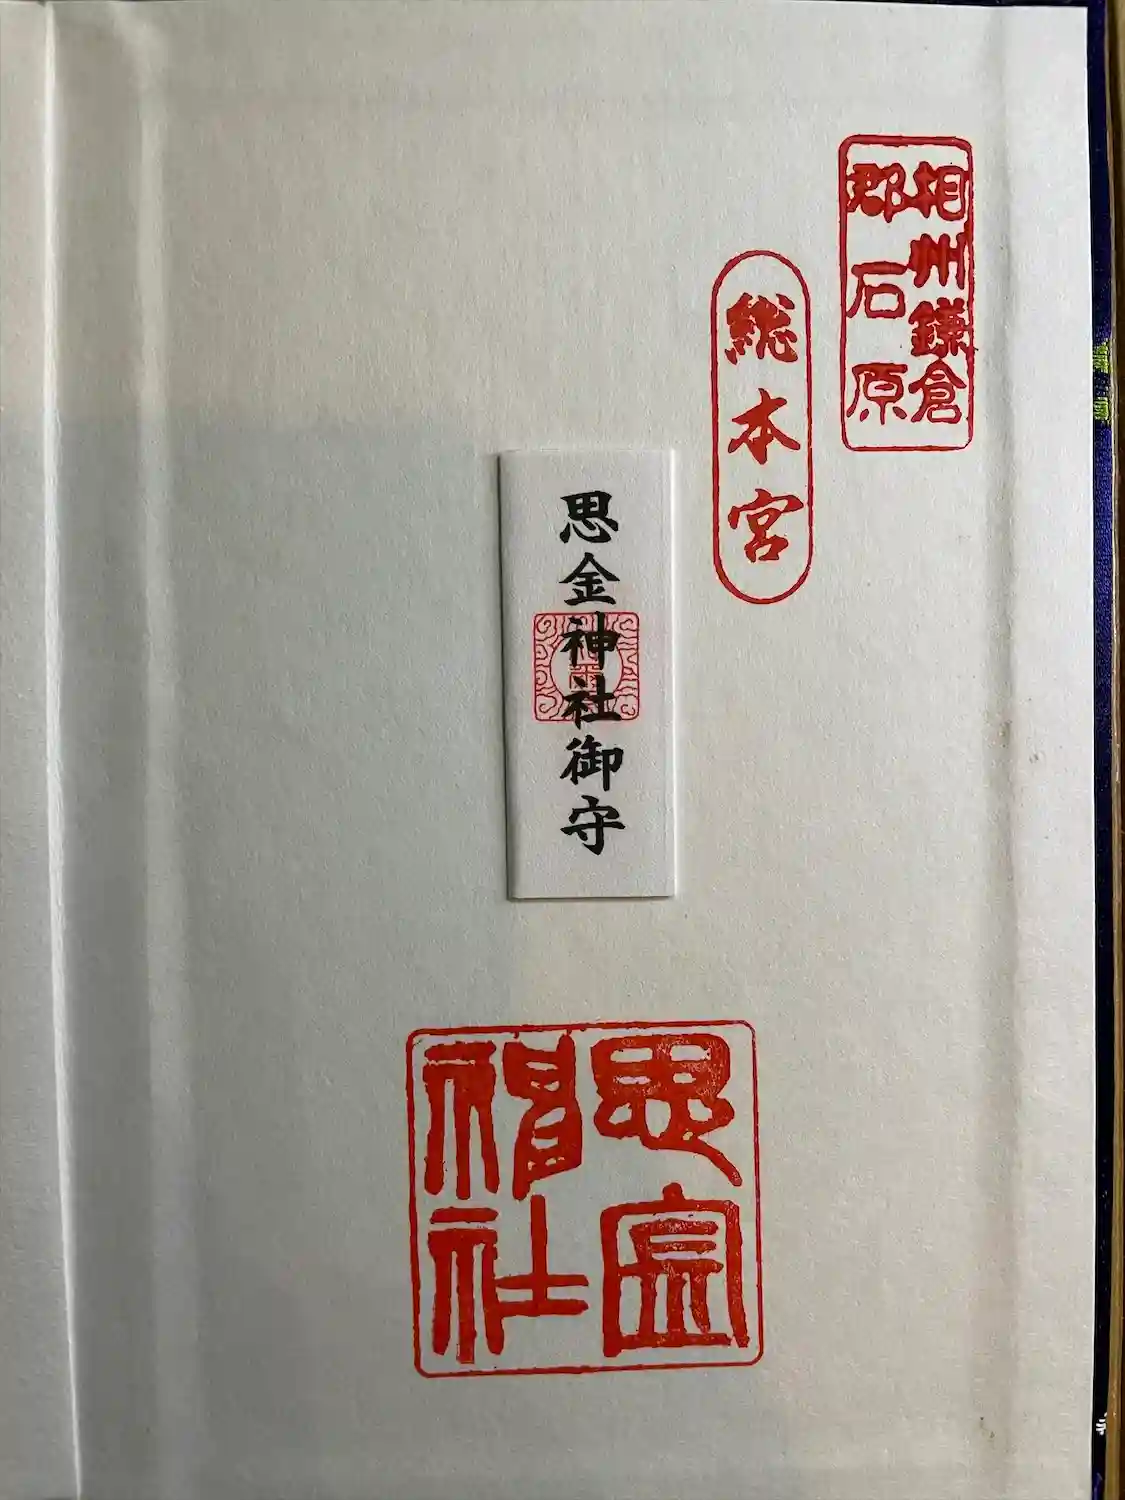 相州鎌倉
郡石原
総本宮
思金神社御守
思金
神社